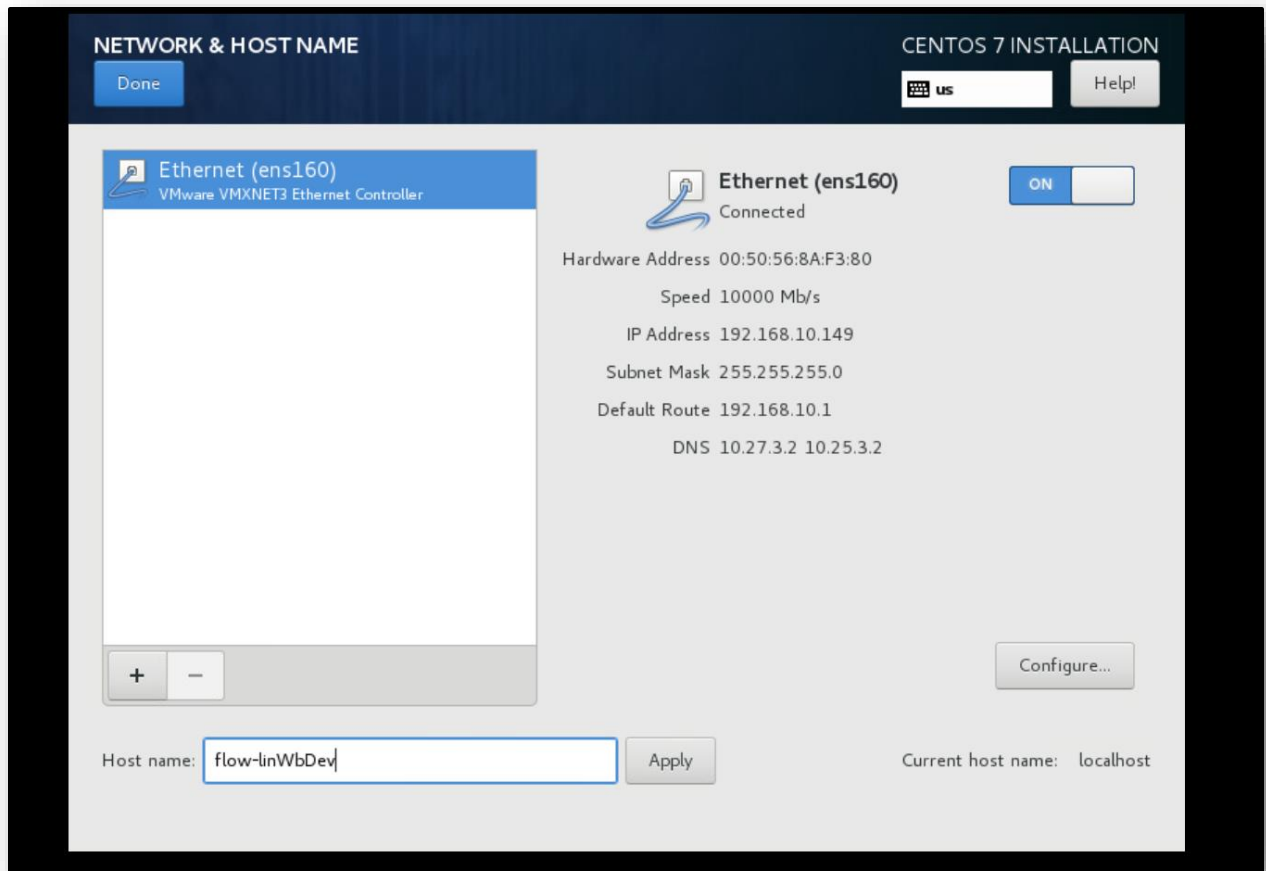 NETWORK & HOST NAME
CENTOS 7 INSTALLATION
Done
us
Help!
Ethernet (ens160)
VMware VMXNET3 Ethernet Controller
Ethernet (ens160)
Connected
ON
Hardware Address 00:50:56:8A:F3:80
Speed 10000 Mb/s
IP Address 192.168.10.149
Subnet Mask 255.255.255.0
Default Route 192.168.10.1
DNS 10.27.3.2 10.25.3.2
+ −
Configure...
Host name: flow-linWbDev
Apply
Current host name: localhost